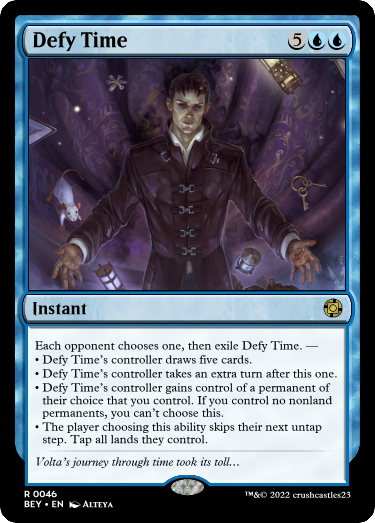 Defy Time
5
Instant
Each opponent chooses one, then exile Defy Time. —
• Defy Time's controller draws five cards.
• Defy Time's controller takes an extra turn after this one.
• Defy Time's controller gains control of a permanent of
their choice that you control. If you control no nonland
permanents, you can't choose this.
• The player choosing this ability skips their next untap
step. Tap all lands they control.
Volta's journey through time took its toll...
R 0046
BEY • EN Alteya
™&© 2022 crushcastles23